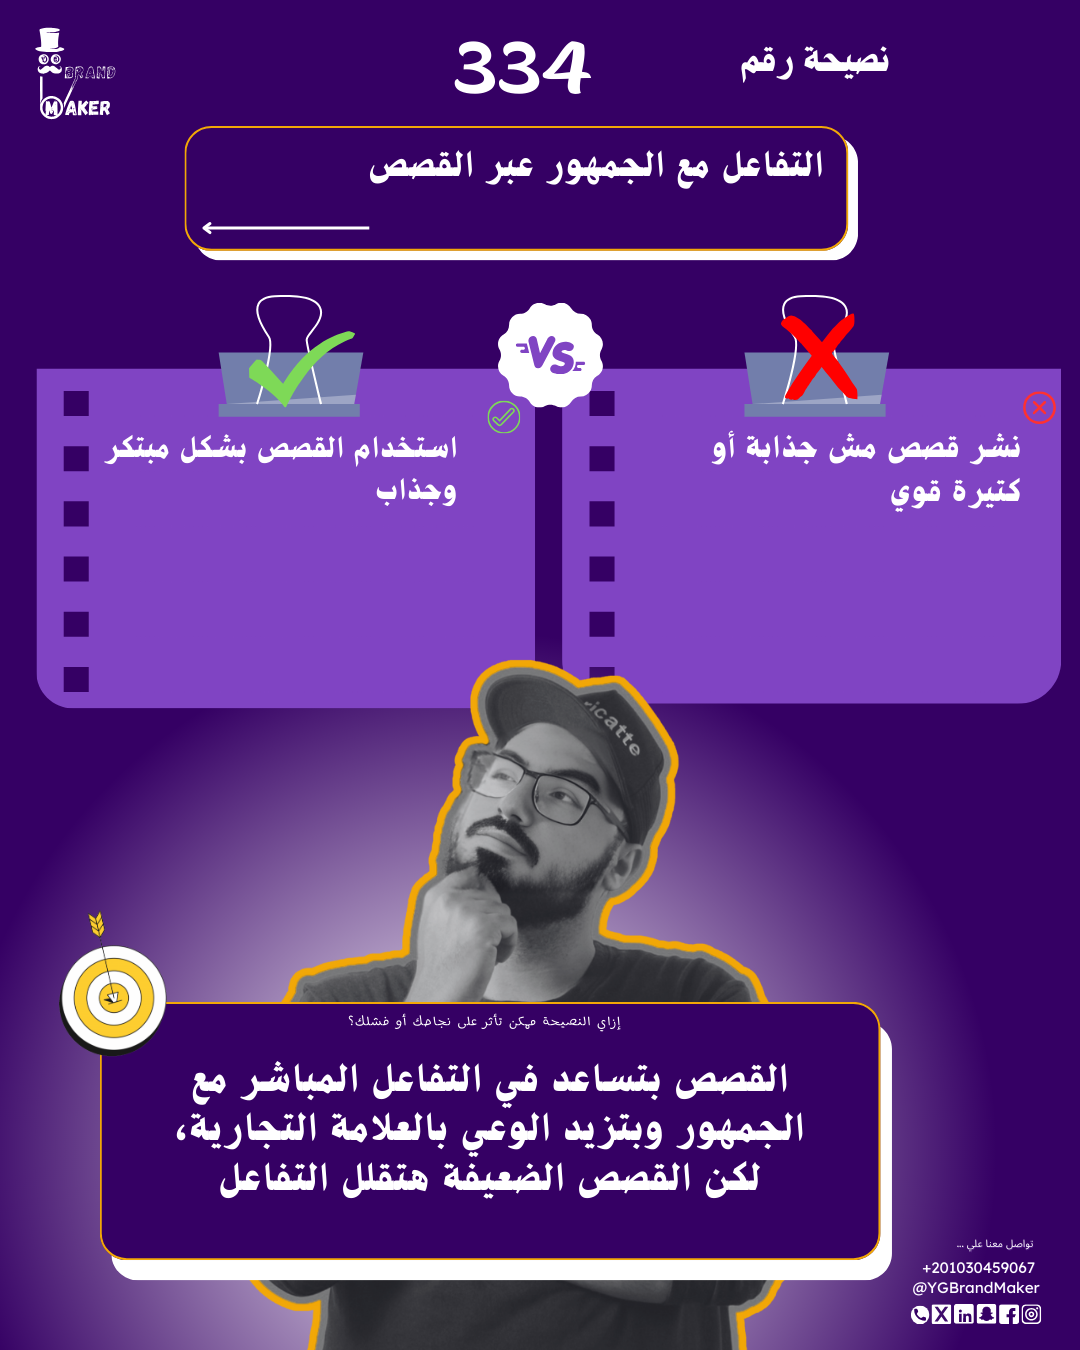 BRAND
MAKER
نصيحة رقم
334
التفاعل مع الجمهور عبر القصص
VS
نشر قصص مش جذابة أو
كتيرة قوي
استخدام القصص بشكل مبتكر
وجذاب
icatte
إزاي النصيحة ممكن تأثر على نجاحك أو فشلك؟
القصص بتساعد في التفاعل المباشر مع
الجمهور وبتزيد الوعي بالعلامة التجارية،
لكن القصص الضعيفة هتقلل التفاعل
تواصل معنا علي ...
+201030459067
@YGBrandMaker